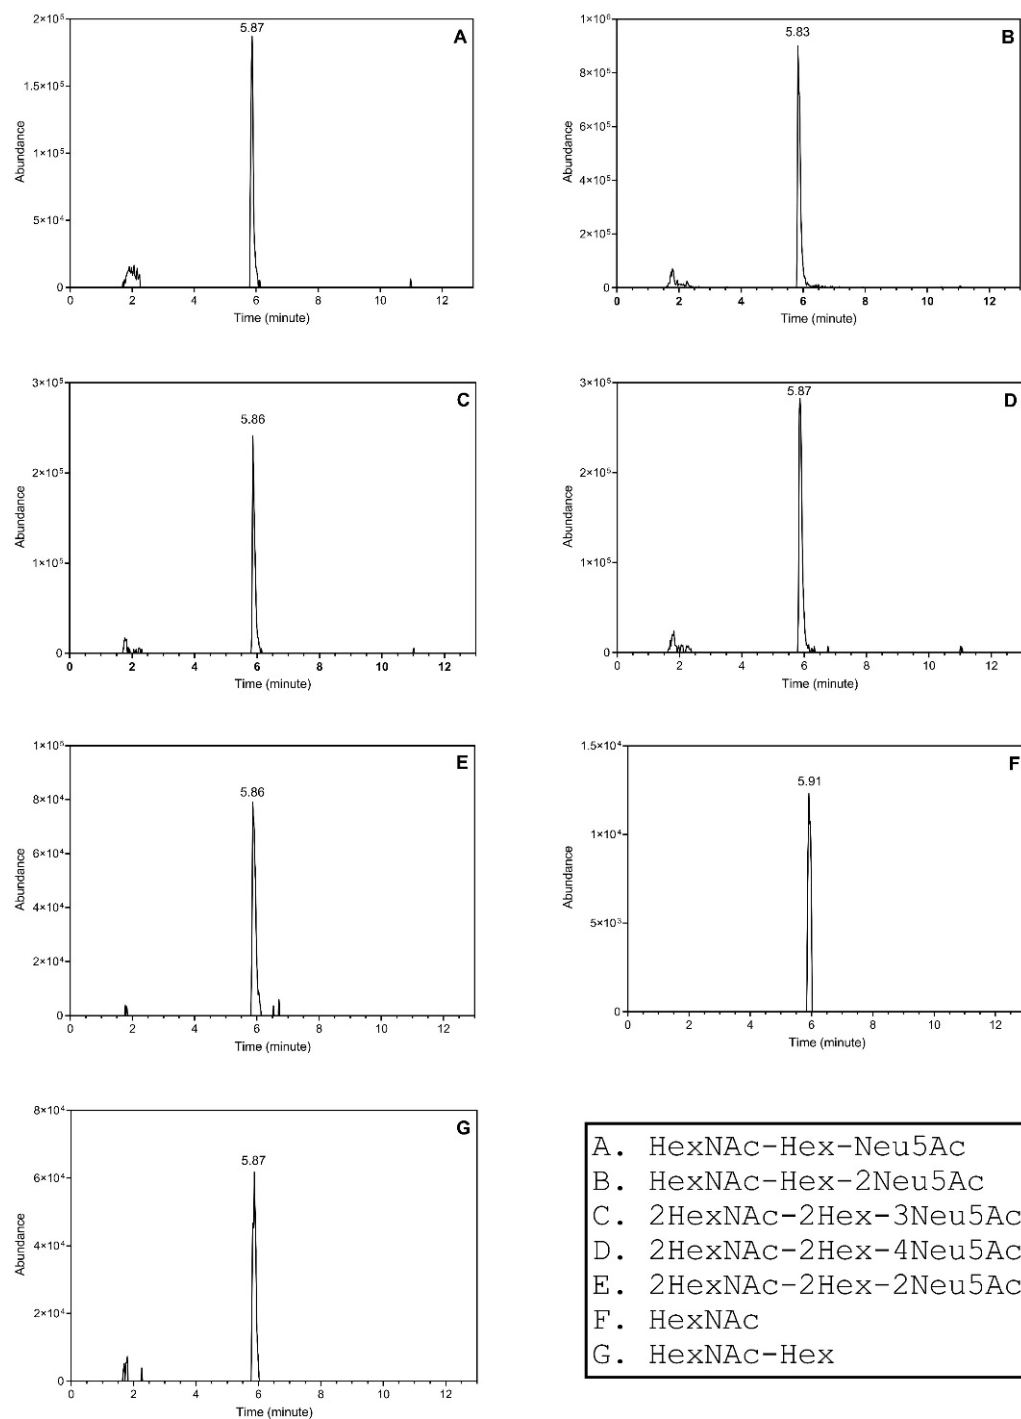 A
5.87
2×10⁵
1.5×10⁵
1×10⁵
5×10⁴
0
Abundance
0 2 4 6 8 10 12
Time (minute)
B
5.83
1×10⁶
8×10⁵
6×10⁵
4×10⁵
2×10⁵
0
Abundance
0 2 4 6 8 10 12
Time (minute)
C
5.86
3×10⁵
2×10⁵
1×10⁵
0
Abundance
0 2 4 6 8 10 12
Time (minute)
D
5.87
3×10⁵
2×10⁵
1×10⁵
0
Abundance
0 2 4 6 8 10 12
Time (minute)
E
5.86
1×10⁵
8×10⁴
6×10⁴
4×10⁴
2×10⁴
0
Abundance
0 2 4 6 8 10 12
Time (minute)
F
5.91
1.5×10⁴
1×10⁴
5×10³
0
Abundance
0 2 4 6 8 10 12
Time (minute)
G
5.87
8×10⁴
6×10⁴
4×10⁴
2×10⁴
0
Abundance
0 2 4 6 8 10 12
Time (minute)
A. HexNAc-Hex-Neu5Ac
B. HexNAc-Hex-2Neu5Ac
C. 2HexNAc-2Hex-3Neu5Ac
D. 2HexNAc-2Hex-4Neu5Ac
E. 2HexNAc-2Hex-2Neu5Ac
F. HexNAc
G. HexNAc-Hex